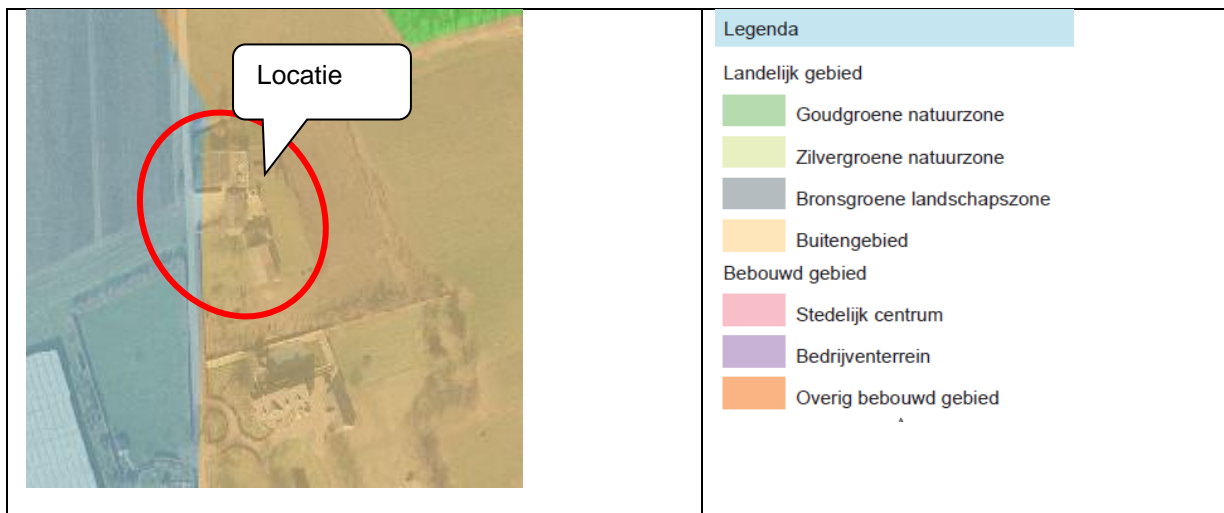 Locatie
Legenda
Landelijk gebied
Goudgroene natuurzone
Zilvergroene natuurzone
Bronsgroene landschapszone
Buitengebied
Bebouwd gebied
Stedelijk centrum
Bedrijventerrein
Overig bebouwd gebied